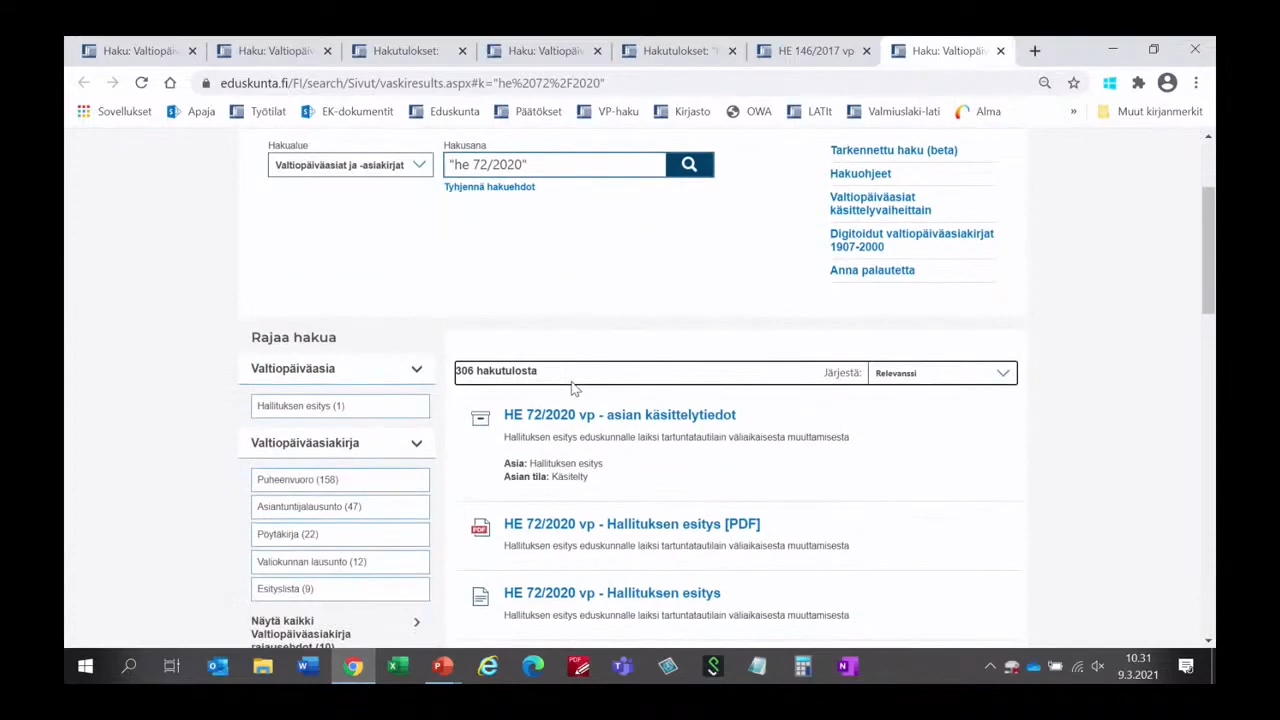 Haku: Valtiopäiv
Haku: Valtiopäiv
Hakutulokset:
Haku: Valtiopäiv
Hakutulokset: "
HE 146/2017 vp
Haku: Valtiopäiv
eduskunta.fi/FI/search/Sivut/vaskiresults.aspx#k="he%2072%2F2020"
Sovellukset
Apaja
Työtilat
EK-dokumentit
Eduskunta
Päätökset
VP-haku
Kirjasto
OWA
LATIt
Valmiuslaki-lati
Alma
»
Muut kirjanmerkit
Hakualue
Hakusana
Valtiopäiväasiat ja -asiakirjat
"he 72/2020"
Tyhjennä hakuehdot
Tarkennettu haku (beta)
Hakuohjeet
Valtiopäiväasiat
käsittelyvaiheittain
Digitoidut valtiopäiväasiakirjat
1907-2000
Anna palautetta
Rajaa hakua
Valtiopäiväasia
Hallituksen esitys (1)
Valtiopäiväasiakirja
Puheenvuoro (158)
Asiantuntijalausunto (47)
Pöytäkirja (22)
Valiokunnan lausunto (12)
Esityslista (9)
Näytä kaikki
Valtiopäiväasiakirja
rajausehdot (10)
306 hakutulosta
Järjestä:
Relevanssi
HE 72/2020 vp - asian käsittelytiedot
Hallituksen esitys eduskunnalle laiksi tartuntatautilain väliaikaisesta muuttamisesta
Asia: Hallituksen esitys
Asian tila: Käsitelty
HE 72/2020 vp - Hallituksen esitys [PDF]
Hallituksen esitys eduskunnalle laiksi tartuntatautilain väliaikaisesta muuttamisesta
HE 72/2020 vp - Hallituksen esitys
Hallituksen esitys eduskunnalle laiksi tartuntatautilain väliaikaisesta muuttamisesta
10.31
9.3.2021